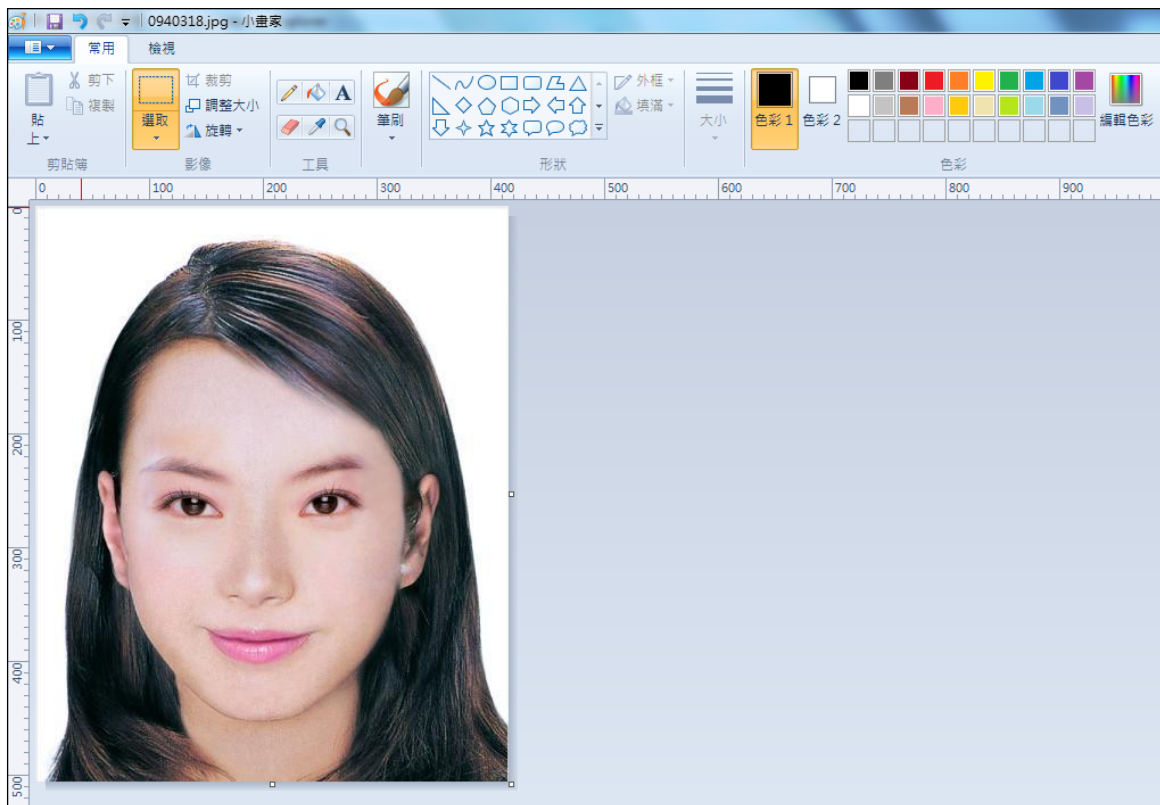 0940318.jpg - 小畫家
常用 檢視
貼上
剪下
複製
剪貼簿
選取
裁剪
調整大小
旋轉
影像
A
工具
筆刷
外框
填滿
形狀
大小
色彩 1
色彩 2
編輯色彩
色彩
0 100 200 300 400 500 600 700 800 900
0
100
200
300
400
500